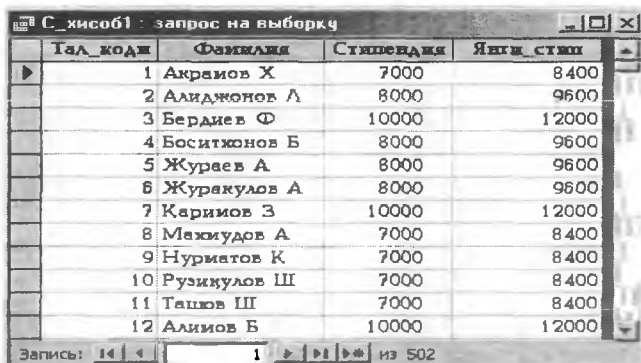 С_хисоб1 : запрос на выборку
Тал_коди Фамилия Стипендия Янги_стип
1 Акрамов Х 7000 8400
2 Алиджонов А 8000 9600
3 Бердиев Ф 10000 12000
4 Боситхонов Б 8000 9600
5 Жураев А 8000 9600
6 Журакулов А 8000 9600
7 Каримов З 10000 12000
8 Махмудов А 7000 8400
9 Нурматов К 7000 8400
10 Рузикулов Ш 7000 8400
11 Ташов Ш 7000 8400
12 Алимов Б 10000 12000
Запись: 1 из 502